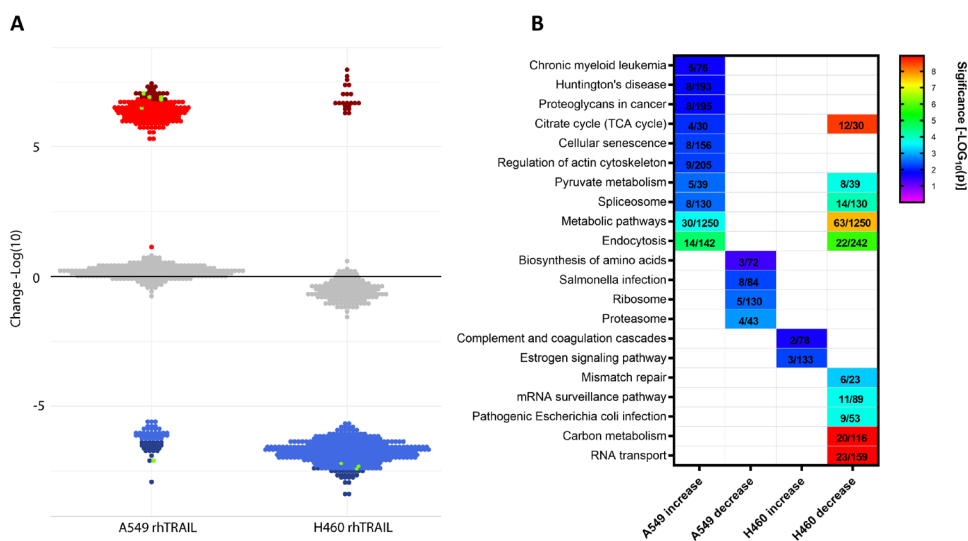 A
Change -Log(10)
5
0
-5
A549 rhTRAIL
H460 rhTRAIL
B
Chronic myeloid leukemia 5/76
Huntington's disease 8/193
Proteoglycans in cancer 8/195
Citrate cycle (TCA cycle) 4/30 12/30
Cellular senescence 8/156
Regulation of actin cytoskeleton 9/205
Pyruvate metabolism 5/39 8/39
Spliceosome 8/130 14/130
Metabolic pathways 30/1250 63/1250
Endocytosis 14/142 22/242
Biosynthesis of amino acids 3/72
Salmonella infection 8/84
Ribosome 5/130
Proteasome 4/43
Complement and coagulation cascades 2/78
Estrogen signaling pathway 3/133
Mismatch repair 6/23
mRNA surveillance pathway 11/89
Pathogenic Escherichia coli infection 9/53
Carbon metabolism 20/116
RNA transport 23/159
A549 increase
A549 decrease
H460 increase
H460 decrease
8
7
6
5
4
3
2
1
Sigificance [-LOG10(p)]